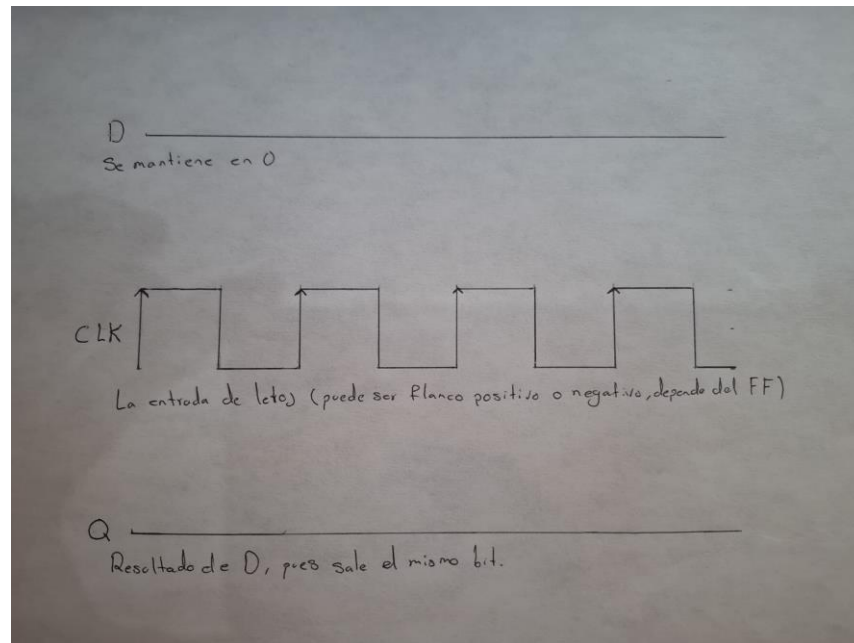 D
Se mantiene en 0
CLK
La entrada de letoj (puede ser flanco positivo o negativo, depende del FF)
Q
Resultado de D, pues sale el mismo bit.